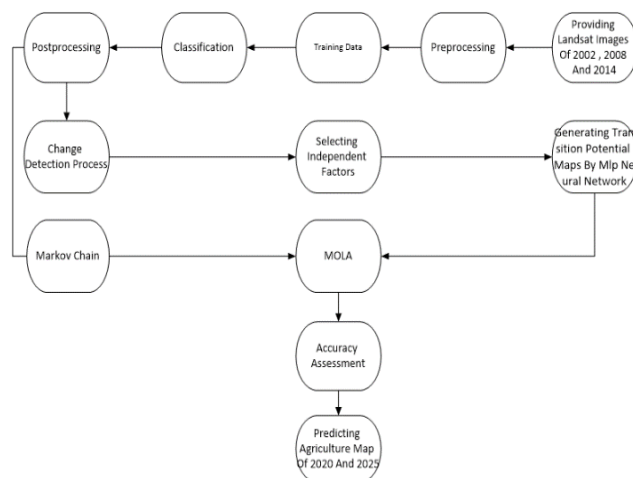 Postprocessing
Classification
Training Data
Preprocessing
Providing
Landsat Images
Of 2002 , 2008
And 2014
Change
Detection Process
Selecting
Independent
Factors
Generating Tran
sition Potential
Maps By Mlp Ne
ural Network
Markov Chain
MOLA
Accuracy
Assessment
Predicting
Agriculture Map
Of 2020 And 2025